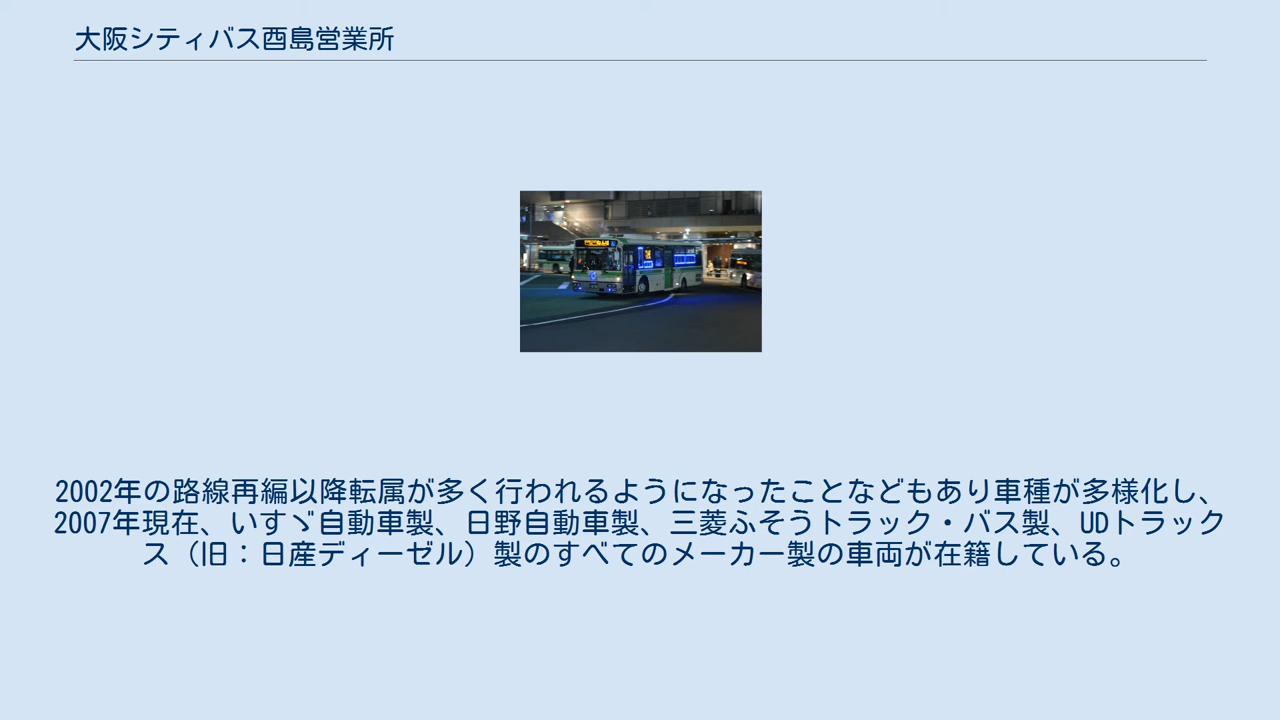 大阪シティバス酉島営業所
2002年の路線再編以降転属が多く行われるようになったことなどもあり車種が多様化し、
2007年現在、いすゞ自動車製、日野自動車製、三菱ふそうトラック・バス製、UDトラック
ス（旧：日産ディーゼル）製のすべてのメーカー製の車両が在籍している。